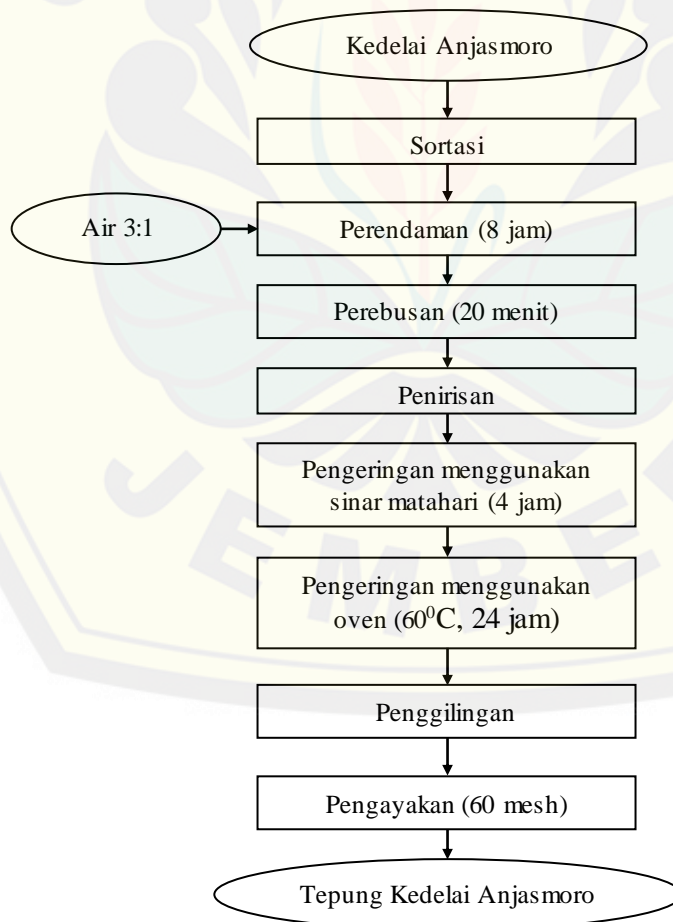 Kedelai Anjasmoro
Sortasi
Air 3:1
Perendaman (8 jam)
Perebusan (20 menit)
Penirisan
Pengeringan menggunakan
sinar matahari (4 jam)
Pengeringan menggunakan
oven (60⁰C, 24 jam)
Penggilingan
Pengayakan (60 mesh)
Tepung Kedelai Anjasmoro
JEMBE